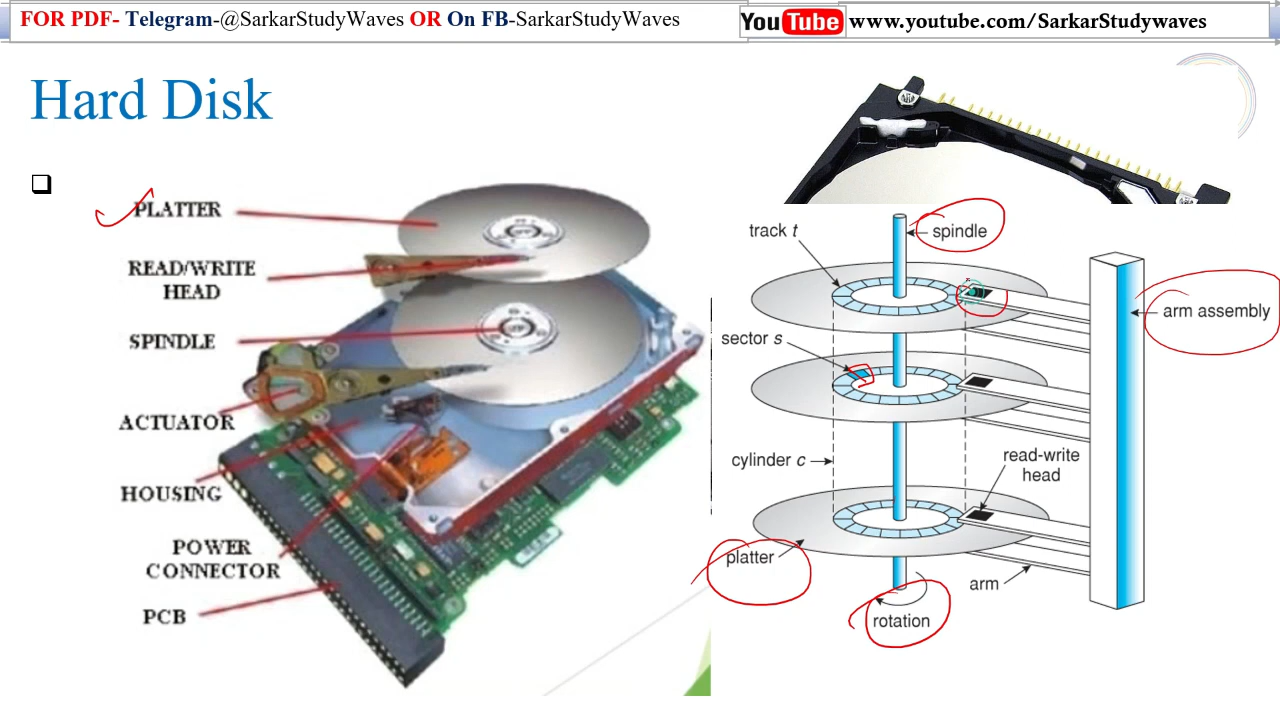 FOR PDF- Telegram-@SarkarStudyWaves OR On FB-SarkarStudyWaves
YouTube www.youtube.com/SarkarStudywaves
Hard Disk
PLATTER
READ/WRITE
HEAD
SPINDLE
ACTUATOR
HOUSING
POWER
CONNECTOR
PCB
track t
spindle
arm assembly
sector s
cylinder c
read-write
head
platter
arm
rotation